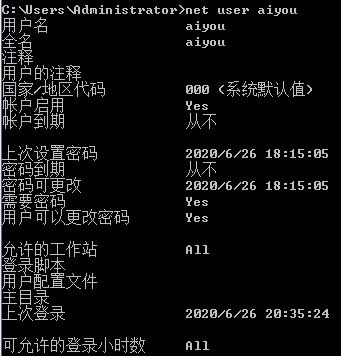 C:\Users\Administrator>net user aiyou
用户名 aiyou
全名 aiyou
注释
用户的注释
国家/地区代码 000 (系统默认值)
帐户启用 Yes
帐户到期 从不
上次设置密码 2020/6/26 18:15:05
密码到期 从不
密码可更改 2020/6/26 18:15:05
需要密码 Yes
用户可以更改密码 Yes
允许的工作站 All
登录脚本
用户配置文件
主目录
上次登录 2020/6/26 20:35:24
可允许的登录小时数 All